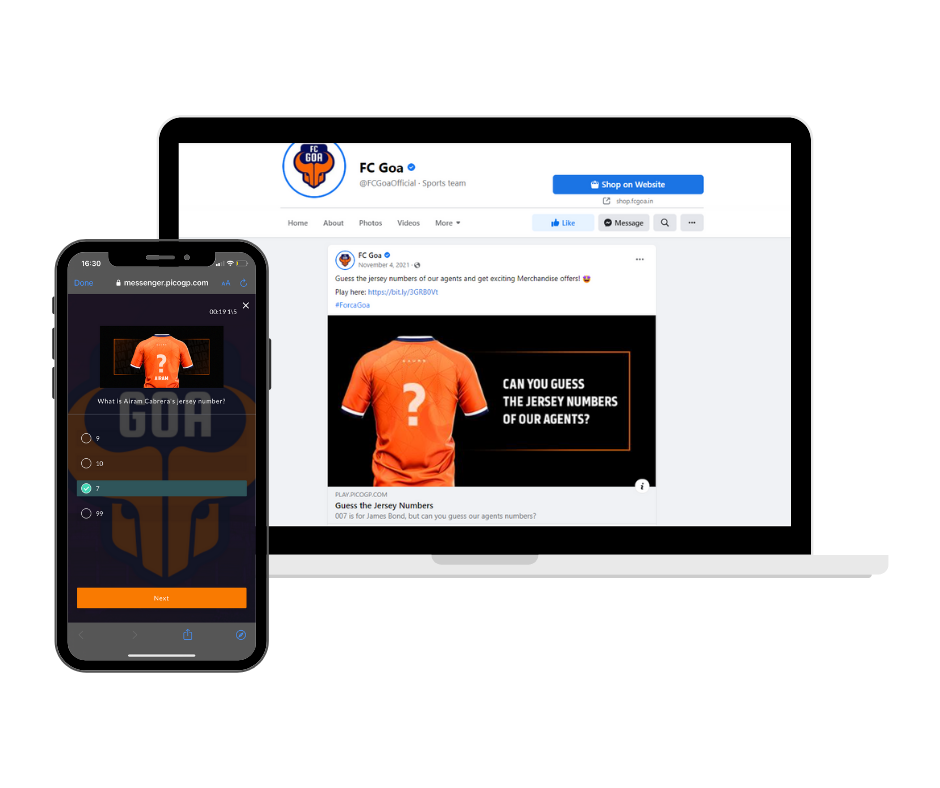 FC
GOA
FC Goa
@FCGoaOfficial · Sports team
Shop on Website
shop.fcgoa.in
Home About Photos Videos More
Like Message
FC Goa
November 4, 2021 ·
Guess the jersey numbers of our agents and get exciting Merchandise offers!
Play here: https://bit.ly/3GRB0Vt
#ForcaGoa
?
CAN YOU GUESS
THE JERSEY NUMBERS
OF OUR AGENTS?
i
PLAY.PICOGP.COM
Guess the Jersey Numbers
007 is for James Bond, but can you guess our agents numbers?
16:30
Done messenger.picogp.com AA
00:19 1\5
?
What is Airam Cabrera's jersey number?
GOA
9
10
7
99
Next